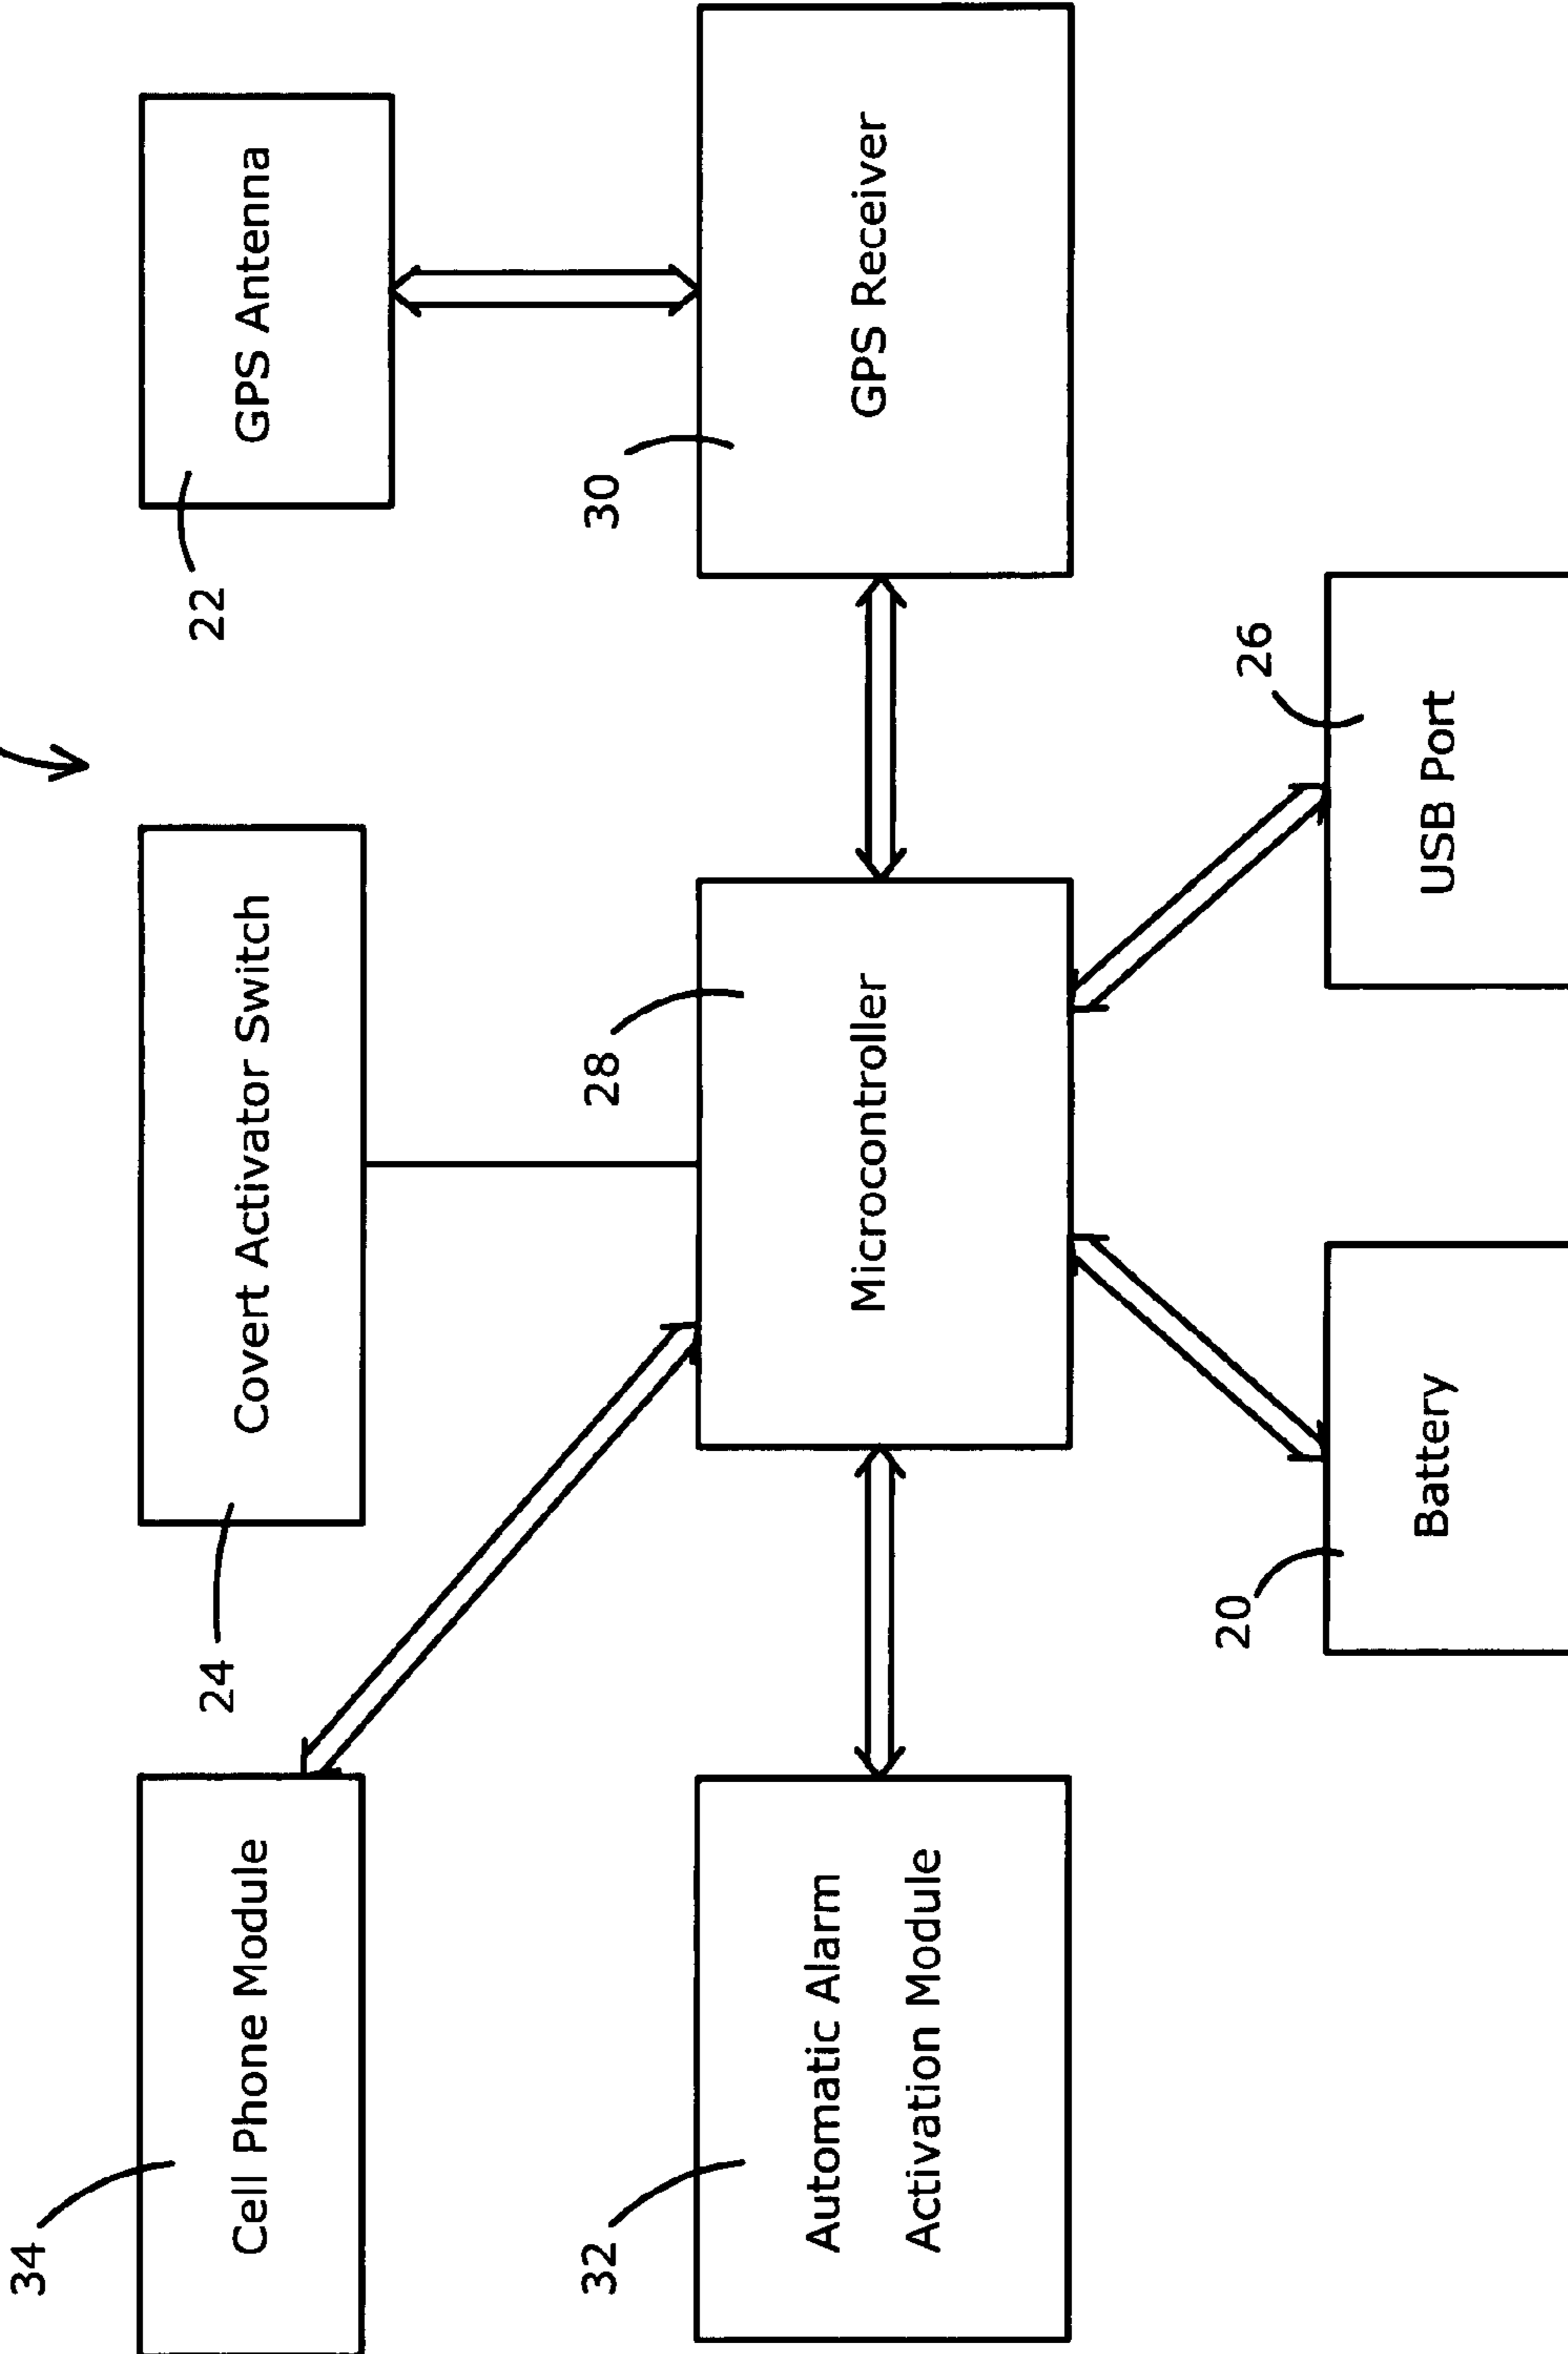 34
Cell Phone Module
24
Covert Activator Switch
22
GPS Antenna
32
Automatic Alarm
Activation Module
28
Microcontroller
30
GPS Receiver
20
Battery
26
USB Port